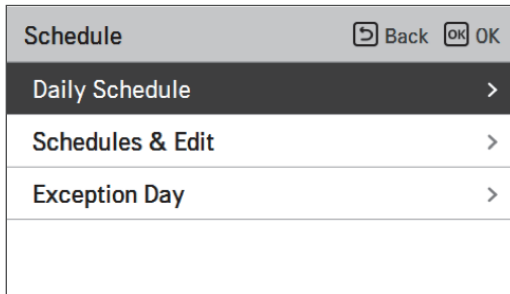 Schedule Back OK OK
Daily Schedule >
Schedules & Edit >
Exception Day >